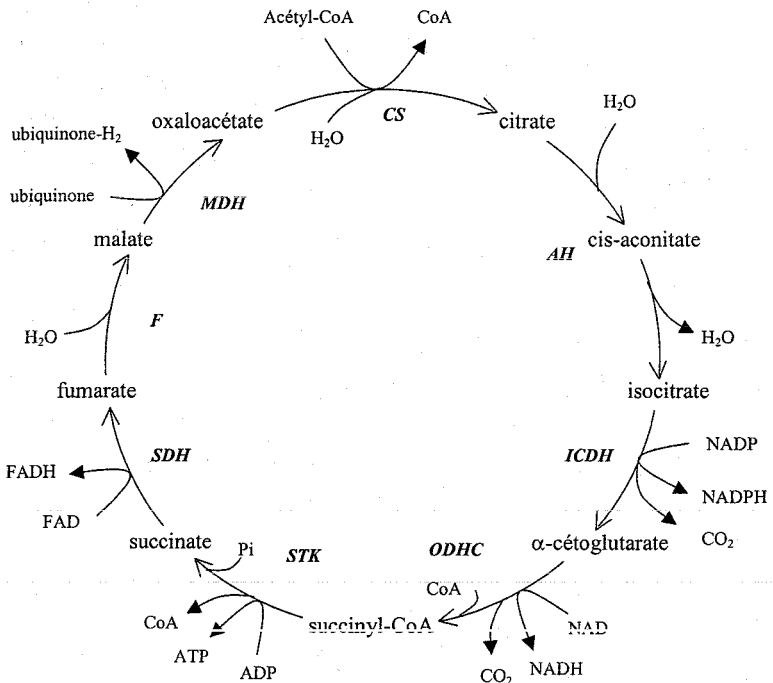 Acétyl-CoA
CoA
oxaloacétate
H₂O
CS
citrate
H₂O
ubiquinone-H₂
ubiquinone
MDH
malate
AH
cis-aconitate
F
H₂O
H₂O
fumarate
isocitrate
SDH
ICDH
NADP
FADH
NADPH
FAD
CO₂
succinate
Pi
STK
ODHC
α-cétoglutarate
CoA
CoA
succinyl-CoA
NAD
ATP
ADP
CO₂
NADH